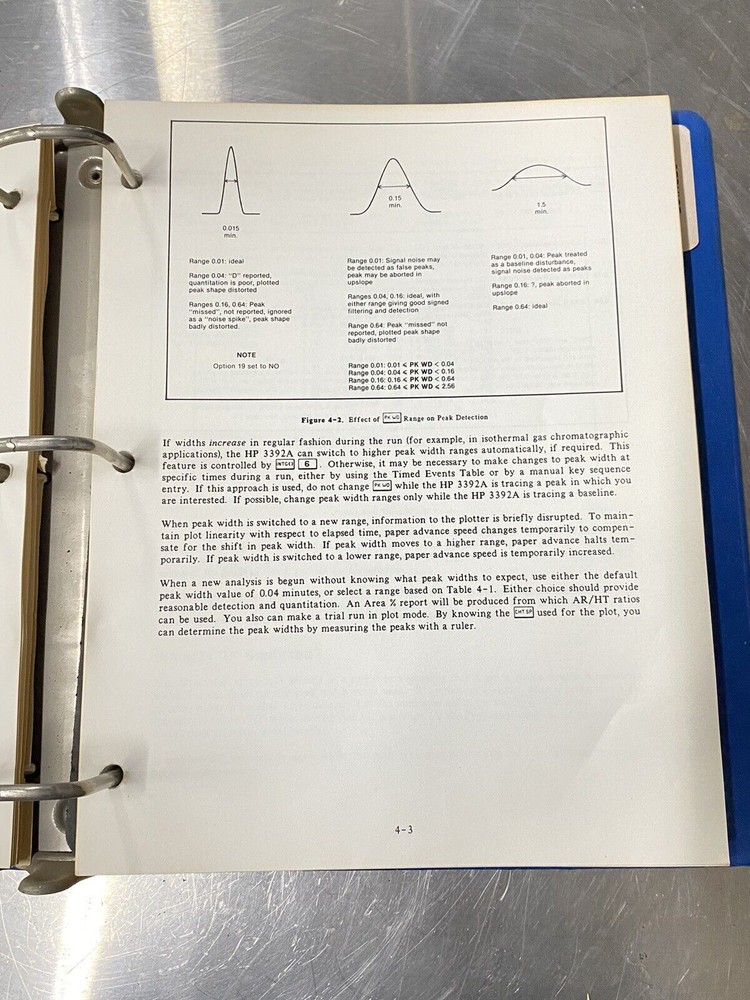 0.015
min.
0.15
min.
1.5
min.
Range 0.01: ideal
Range 0.04: "D" reported,
quantitation is poor, plotted
peak shape distorted
Ranges 0.16, 0.64: Peak
"missed", not reported, ignored
as a "noise spike", peak shape
badly distorted.
NOTE
Option 19 set to NO
Range 0.01: Signal noise may
be detected as false peaks,
peak may be aborted in
upslope
Ranges 0.04, 0.16: ideal, with
either range giving good signed
filtering and detection
Range 0.64: Peak "missed" not
reported, plotted peak shape
badly distorted
Range 0.01: 0.01 ⩽ PK WD < 0.04
Range 0.04: 0.04 ⩽ PK WD < 0.16
Range 0.16: 0.16 ⩽ PK WD < 0.64
Range 0.64: 0.64 ⩽ PK WD ⩽ 2.56
Range 0.01, 0.04: Peak treated
as a baseline disturbance,
signal noise detected as peaks
Range 0.16: ?, peak aborted in
upslope
Range 0.64: ideal
Figure 4-2. Effect of PK WD Range on Peak Detection
If widths increase in regular fashion during the run (for example, in isothermal gas chromatographic
applications), the HP 3392A can switch to higher peak width ranges automatically, if required. This
feature is controlled by INTG( ) 6 . Otherwise, it may be necessary to make changes to peak width at
specific times during a run, either by using the Timed Events Table or by a manual key sequence
entry. If this approach is used, do not change PK WD while the HP 3392A is tracing a peak in which you
are interested. If possible, change peak width ranges only while the HP 3392A is tracing a baseline.
When peak width is switched to a new range, information to the plotter is briefly disrupted. To main-
tain plot linearity with respect to elapsed time, paper advance speed changes temporarily to compen-
sate for the shift in peak width. If peak width moves to a higher range, paper advance halts tem-
porarily. If peak width is switched to a lower range, paper advance speed is temporarily increased.
When a new analysis is begun without knowing what peak widths to expect, use either the default
peak width value of 0.04 minutes, or select a range based on Table 4-1. Either choice should provide
reasonable detection and quantitation. An Area % report will be produced from which AR/HT ratios
can be used. You also can make a trial run in plot mode. By knowing the CHT SP used for the plot, you
can determine the peak widths by measuring the peaks with a ruler.
4-3